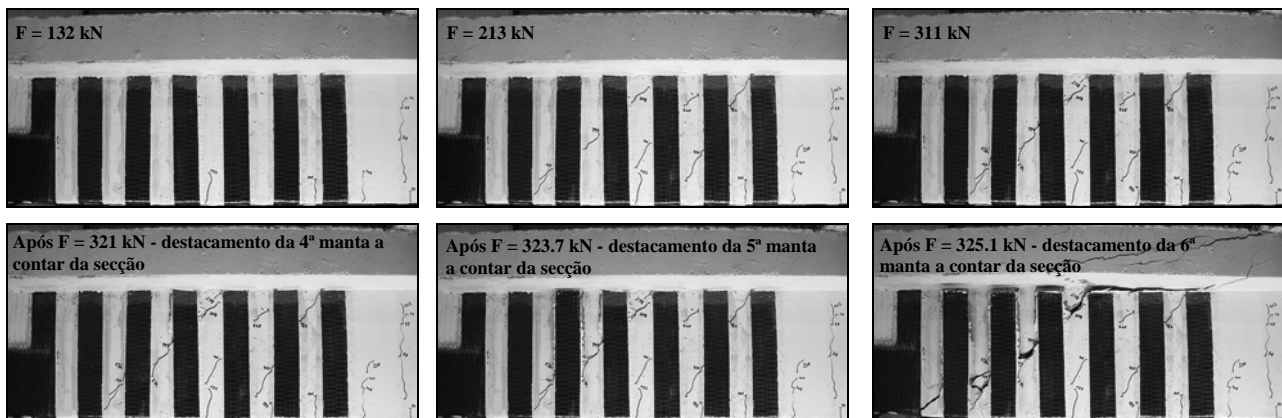 F = 132 kN
F = 213 kN
F = 311 kN
Após F = 321 kN - destacamento da 4ª manta a
contar da secção
Após F = 323.7 kN - destacamento da 5ª manta
a contar da secção
Após F = 325.1 kN - destacamento da 6ª
manta a contar da secção